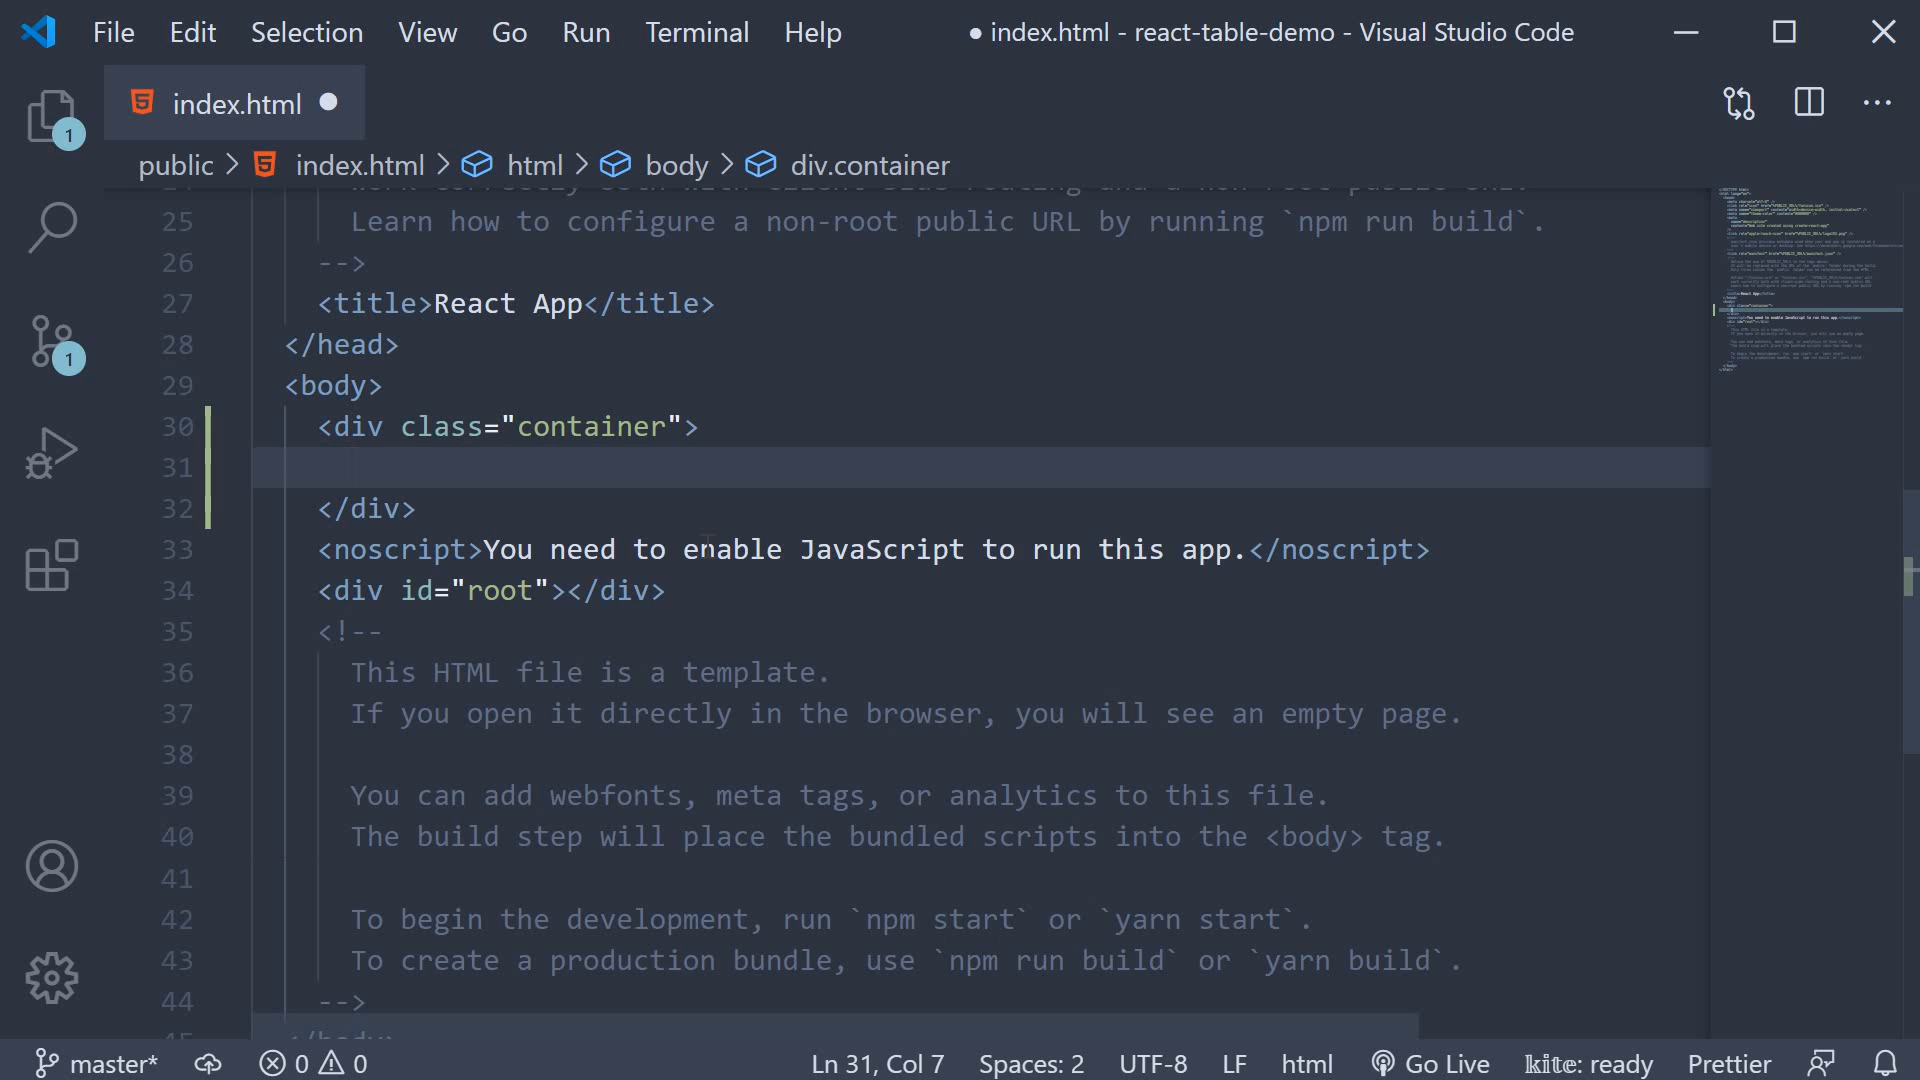 File Edit Selection View Go Run Terminal Help
● index.html - react-table-demo - Visual Studio Code
index.html
public > index.html > html > body > div.container
1
1
25 Learn how to configure a non-root public URL by running `npm run build`.
26 -->
27 <title>React App</title>
28 </head>
29 <body>
30 <div class="container">
31
32 </div>
33 <noscript>You need to enable JavaScript to run this app.</noscript>
34 <div id="root"></div>
35 <!--
36 This HTML file is a template.
37 If you open it directly in the browser, you will see an empty page.
38
39 You can add webfonts, meta tags, or analytics to this file.
40 The build step will place the bundled scripts into the <body> tag.
41
42 To begin the development, run `npm start` or `yarn start`.
43 To create a production bundle, use `npm run build` or `yarn build`.
44 -->
master* 0 0 Ln 31, Col 7 Spaces: 2 UTF-8 LF html Go Live kite: ready Prettier